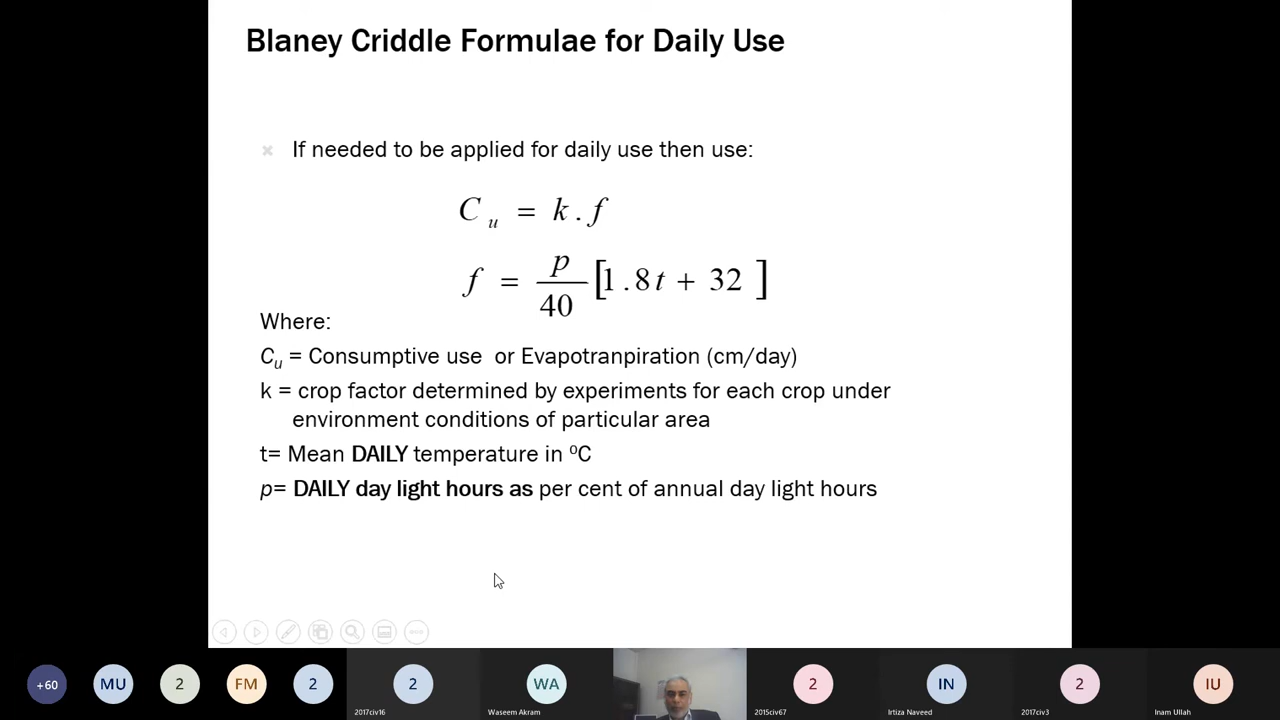 Blaney Criddle Formulae for Daily Use
If needed to be applied for daily use then use:
C u = k . f
f = p/40 [1.8t + 32]
Where:
Cu = Consumptive use or Evapotranpiration (cm/day)
k = crop factor determined by experiments for each crop under
environment conditions of particular area
t= Mean DAILY temperature in ⁰C
p= DAILY day light hours as per cent of annual day light hours
+60 MU 2 FM 2 2 WA 2 IN 2 IU
2017civ16 Waseem Akram 2015civ67 Irtiza Naveed 2017civ3 Inam Ullah